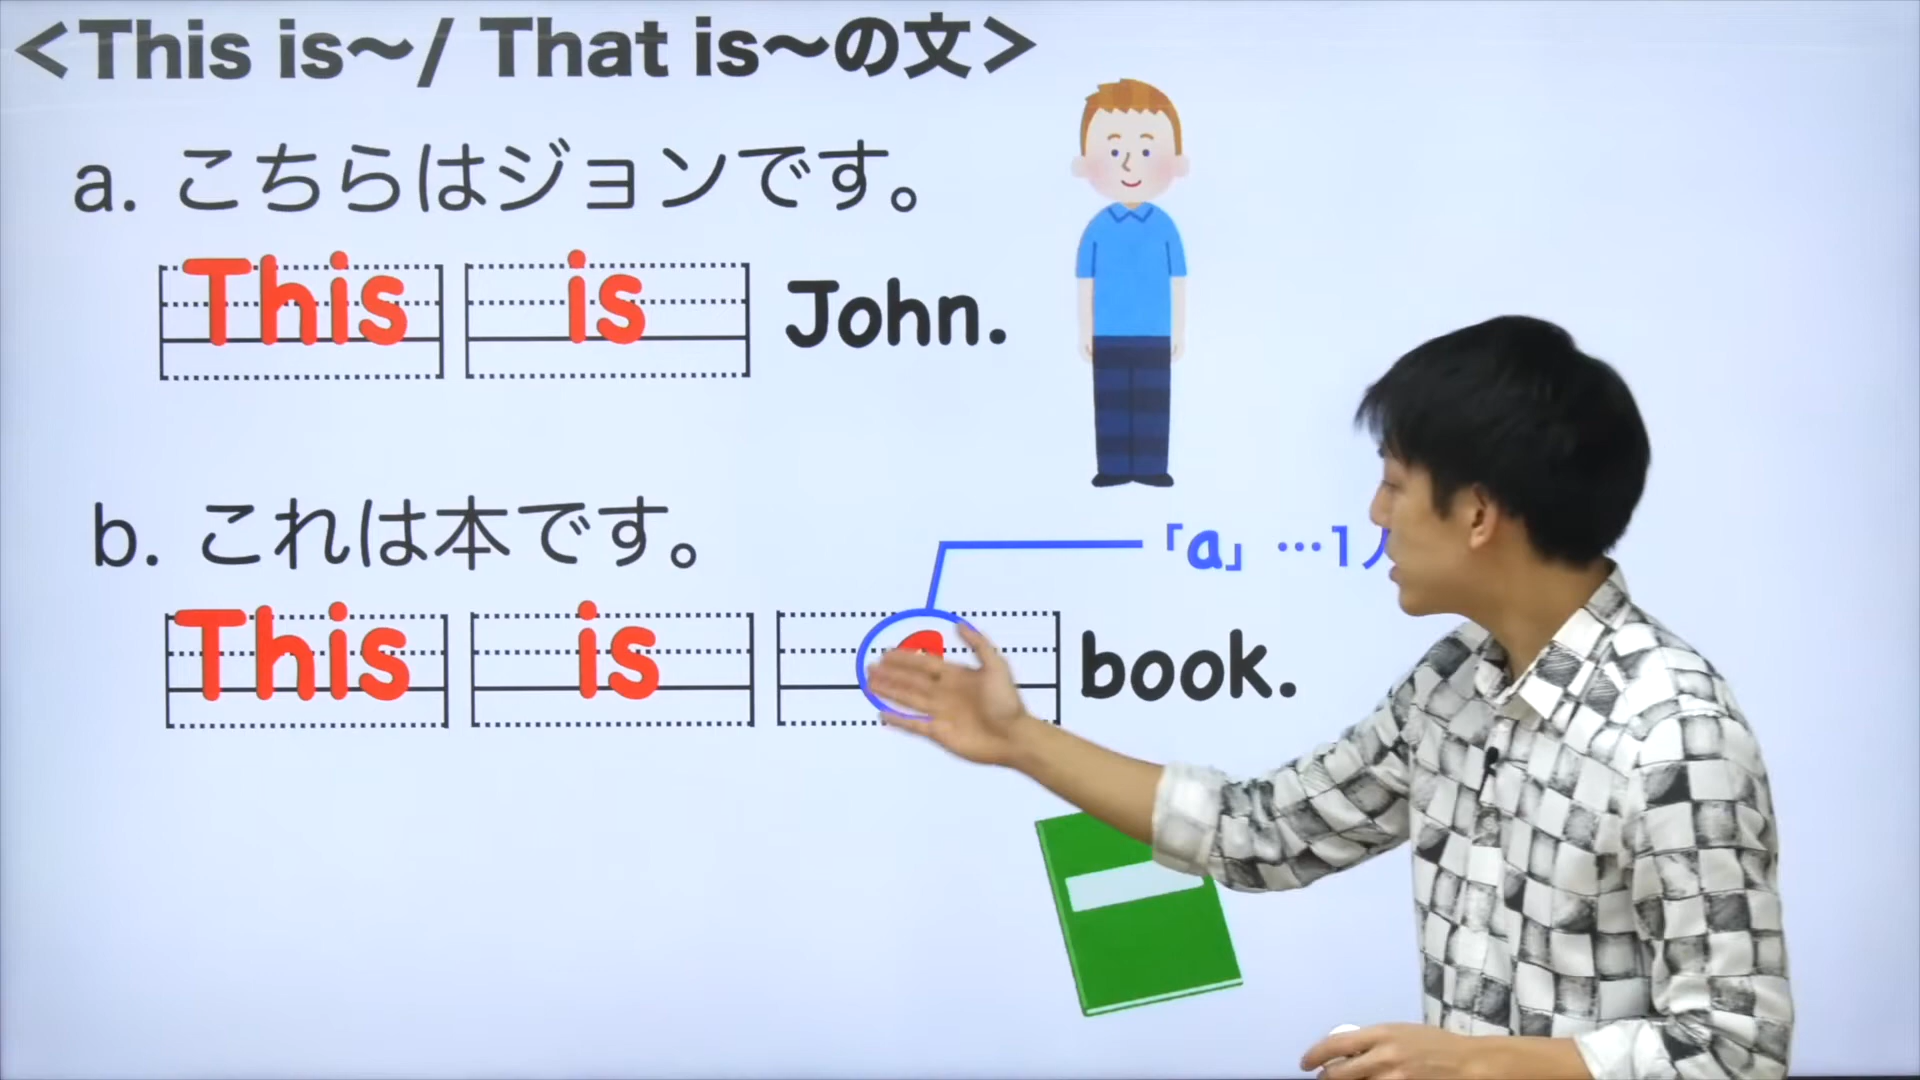 <This is～/ That is～の文>
a. こちらはジョンです。
This is John.
b. これは本です。
「a」…1人
This is a book.